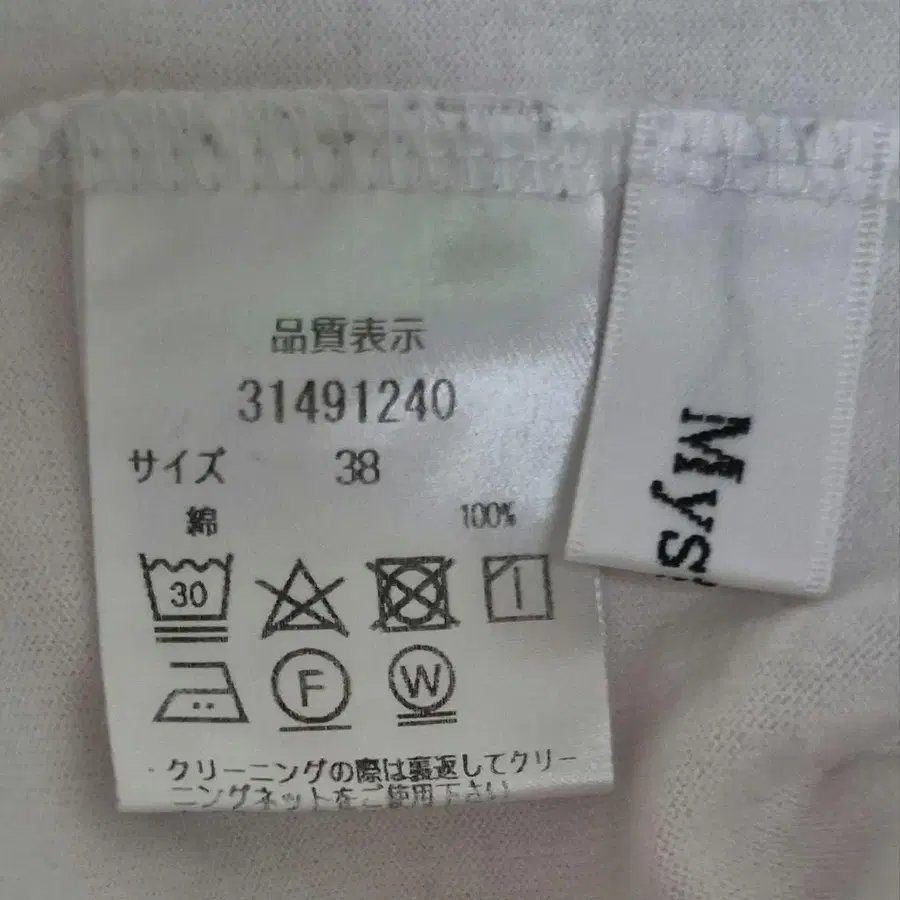 品質表示
31491240
サイズ 38
綿 100%
30
F
W
・クリーニングの際は裏返してクリー
ニングネットをご使用下さい
Mys